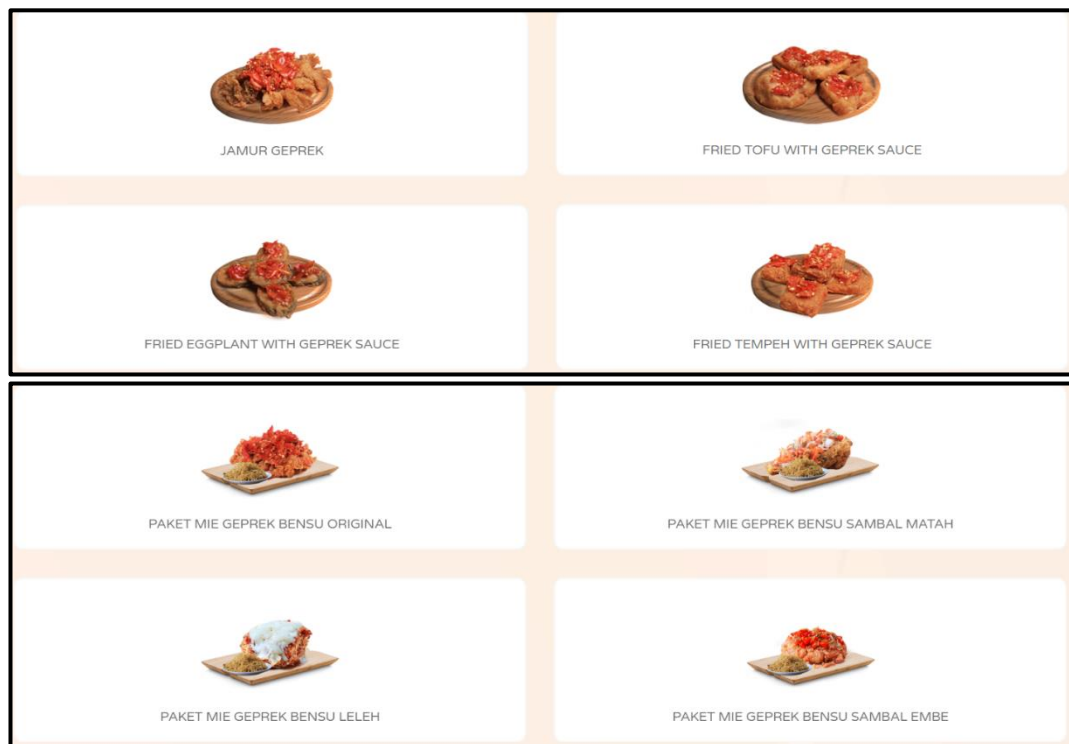 JAMUR GEPREK
FRIED TOFU WITH GEPREK SAUCE
FRIED EGGPLANT WITH GEPREK SAUCE
FRIED TEMPEH WITH GEPREK SAUCE
PAKET MIE GEPREK BENSU ORIGINAL
PAKET MIE GEPREK BENSU SAMBAL MATAH
PAKET MIE GEPREK BENSU LELEH
PAKET MIE GEPREK BENSU SAMBAL EMBE